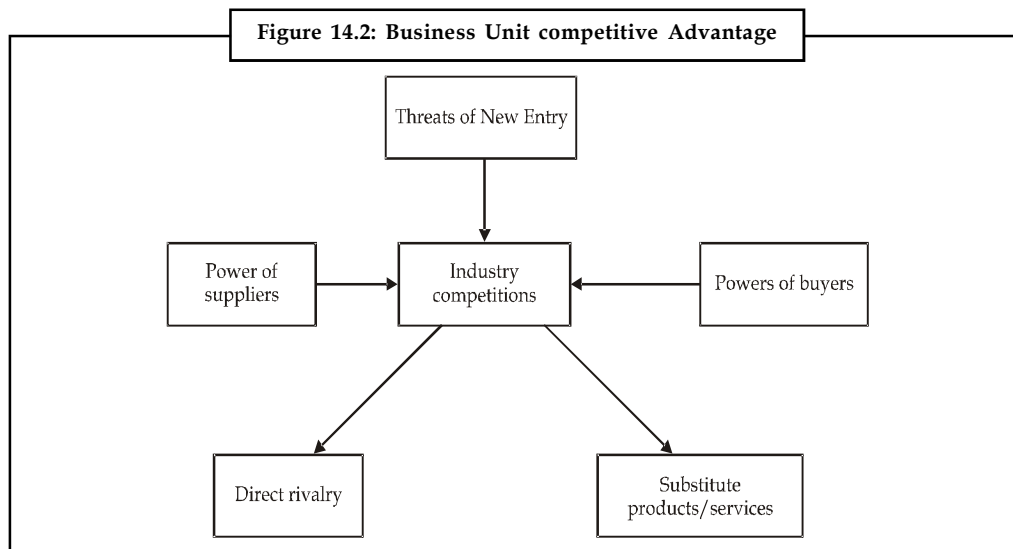 Figure 14.2: Business Unit competitive Advantage
Threats of New Entry
Power of
suppliers
Industry
competitions
Powers of buyers
Direct rivalry
Substitute
products/services